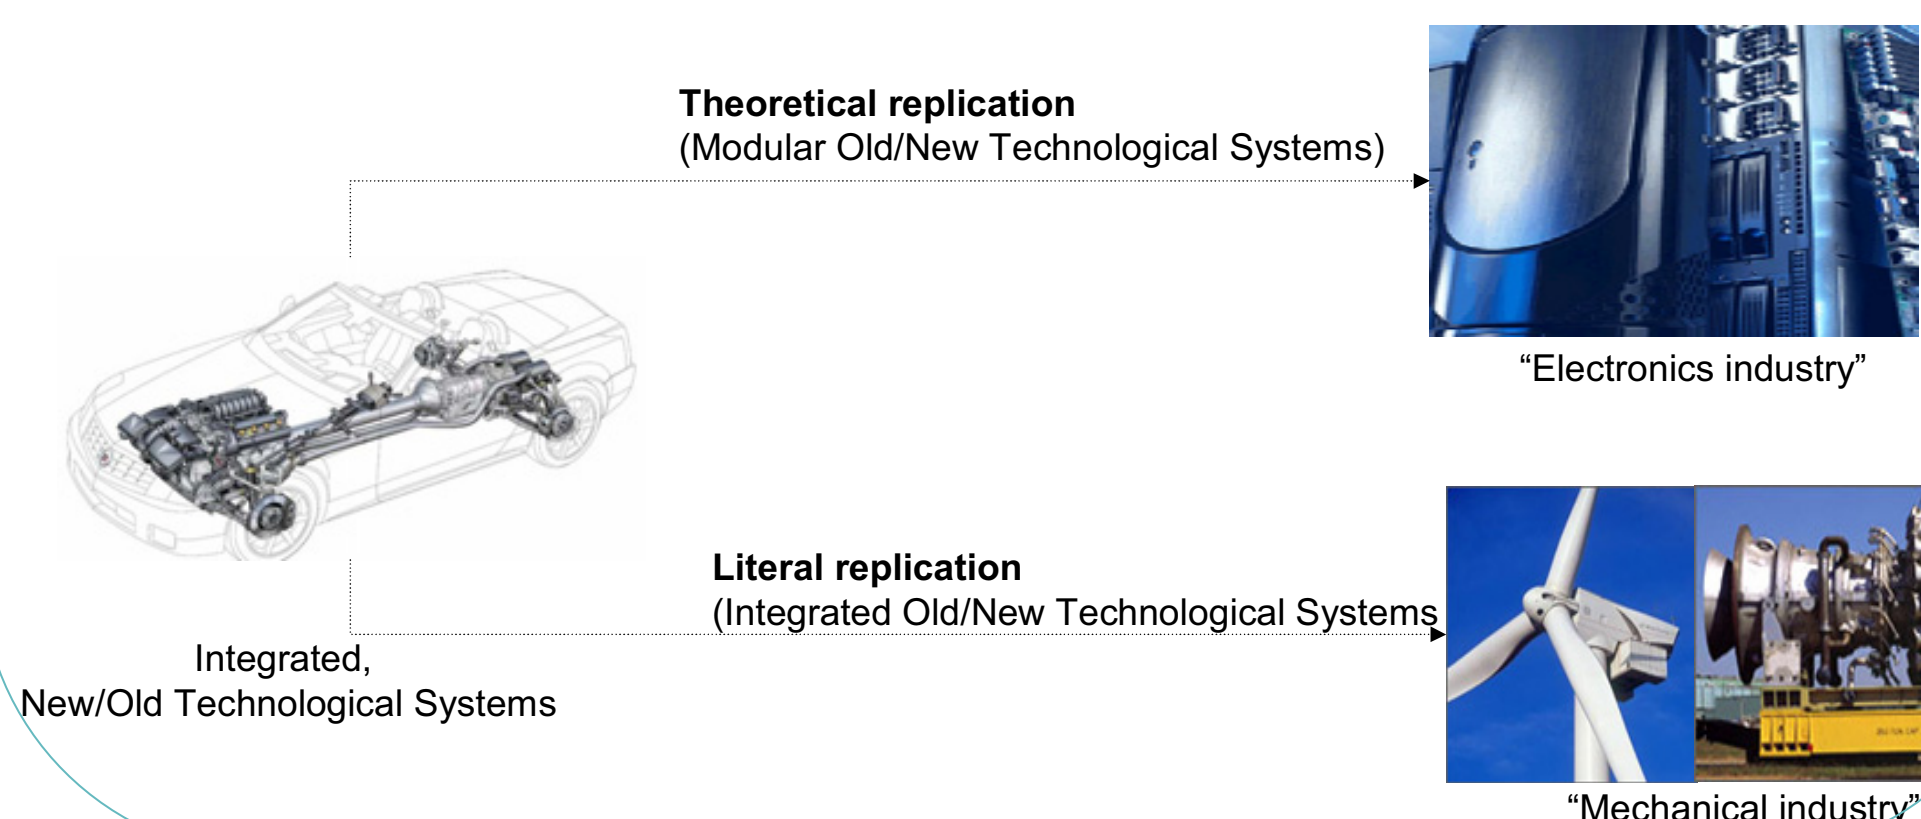 Theoretical replication
(Modular Old/New Technological Systems)
“Electronics industry”
Literal replication
(Integrated Old/New Technological Systems
Integrated,
New/Old Technological Systems
“Mechanical industry”